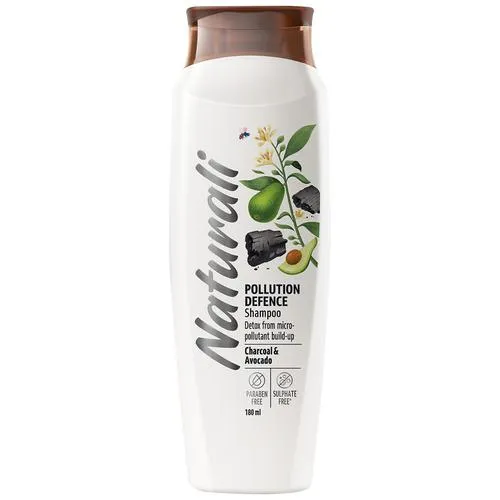 Naturali
POLLUTION
DEFENCE
Shampoo
Detox from micro-
pollutant build-up
Charcoal &
Avocado
PARABEN
FREE
SULPHATE
FREE*
180 ml